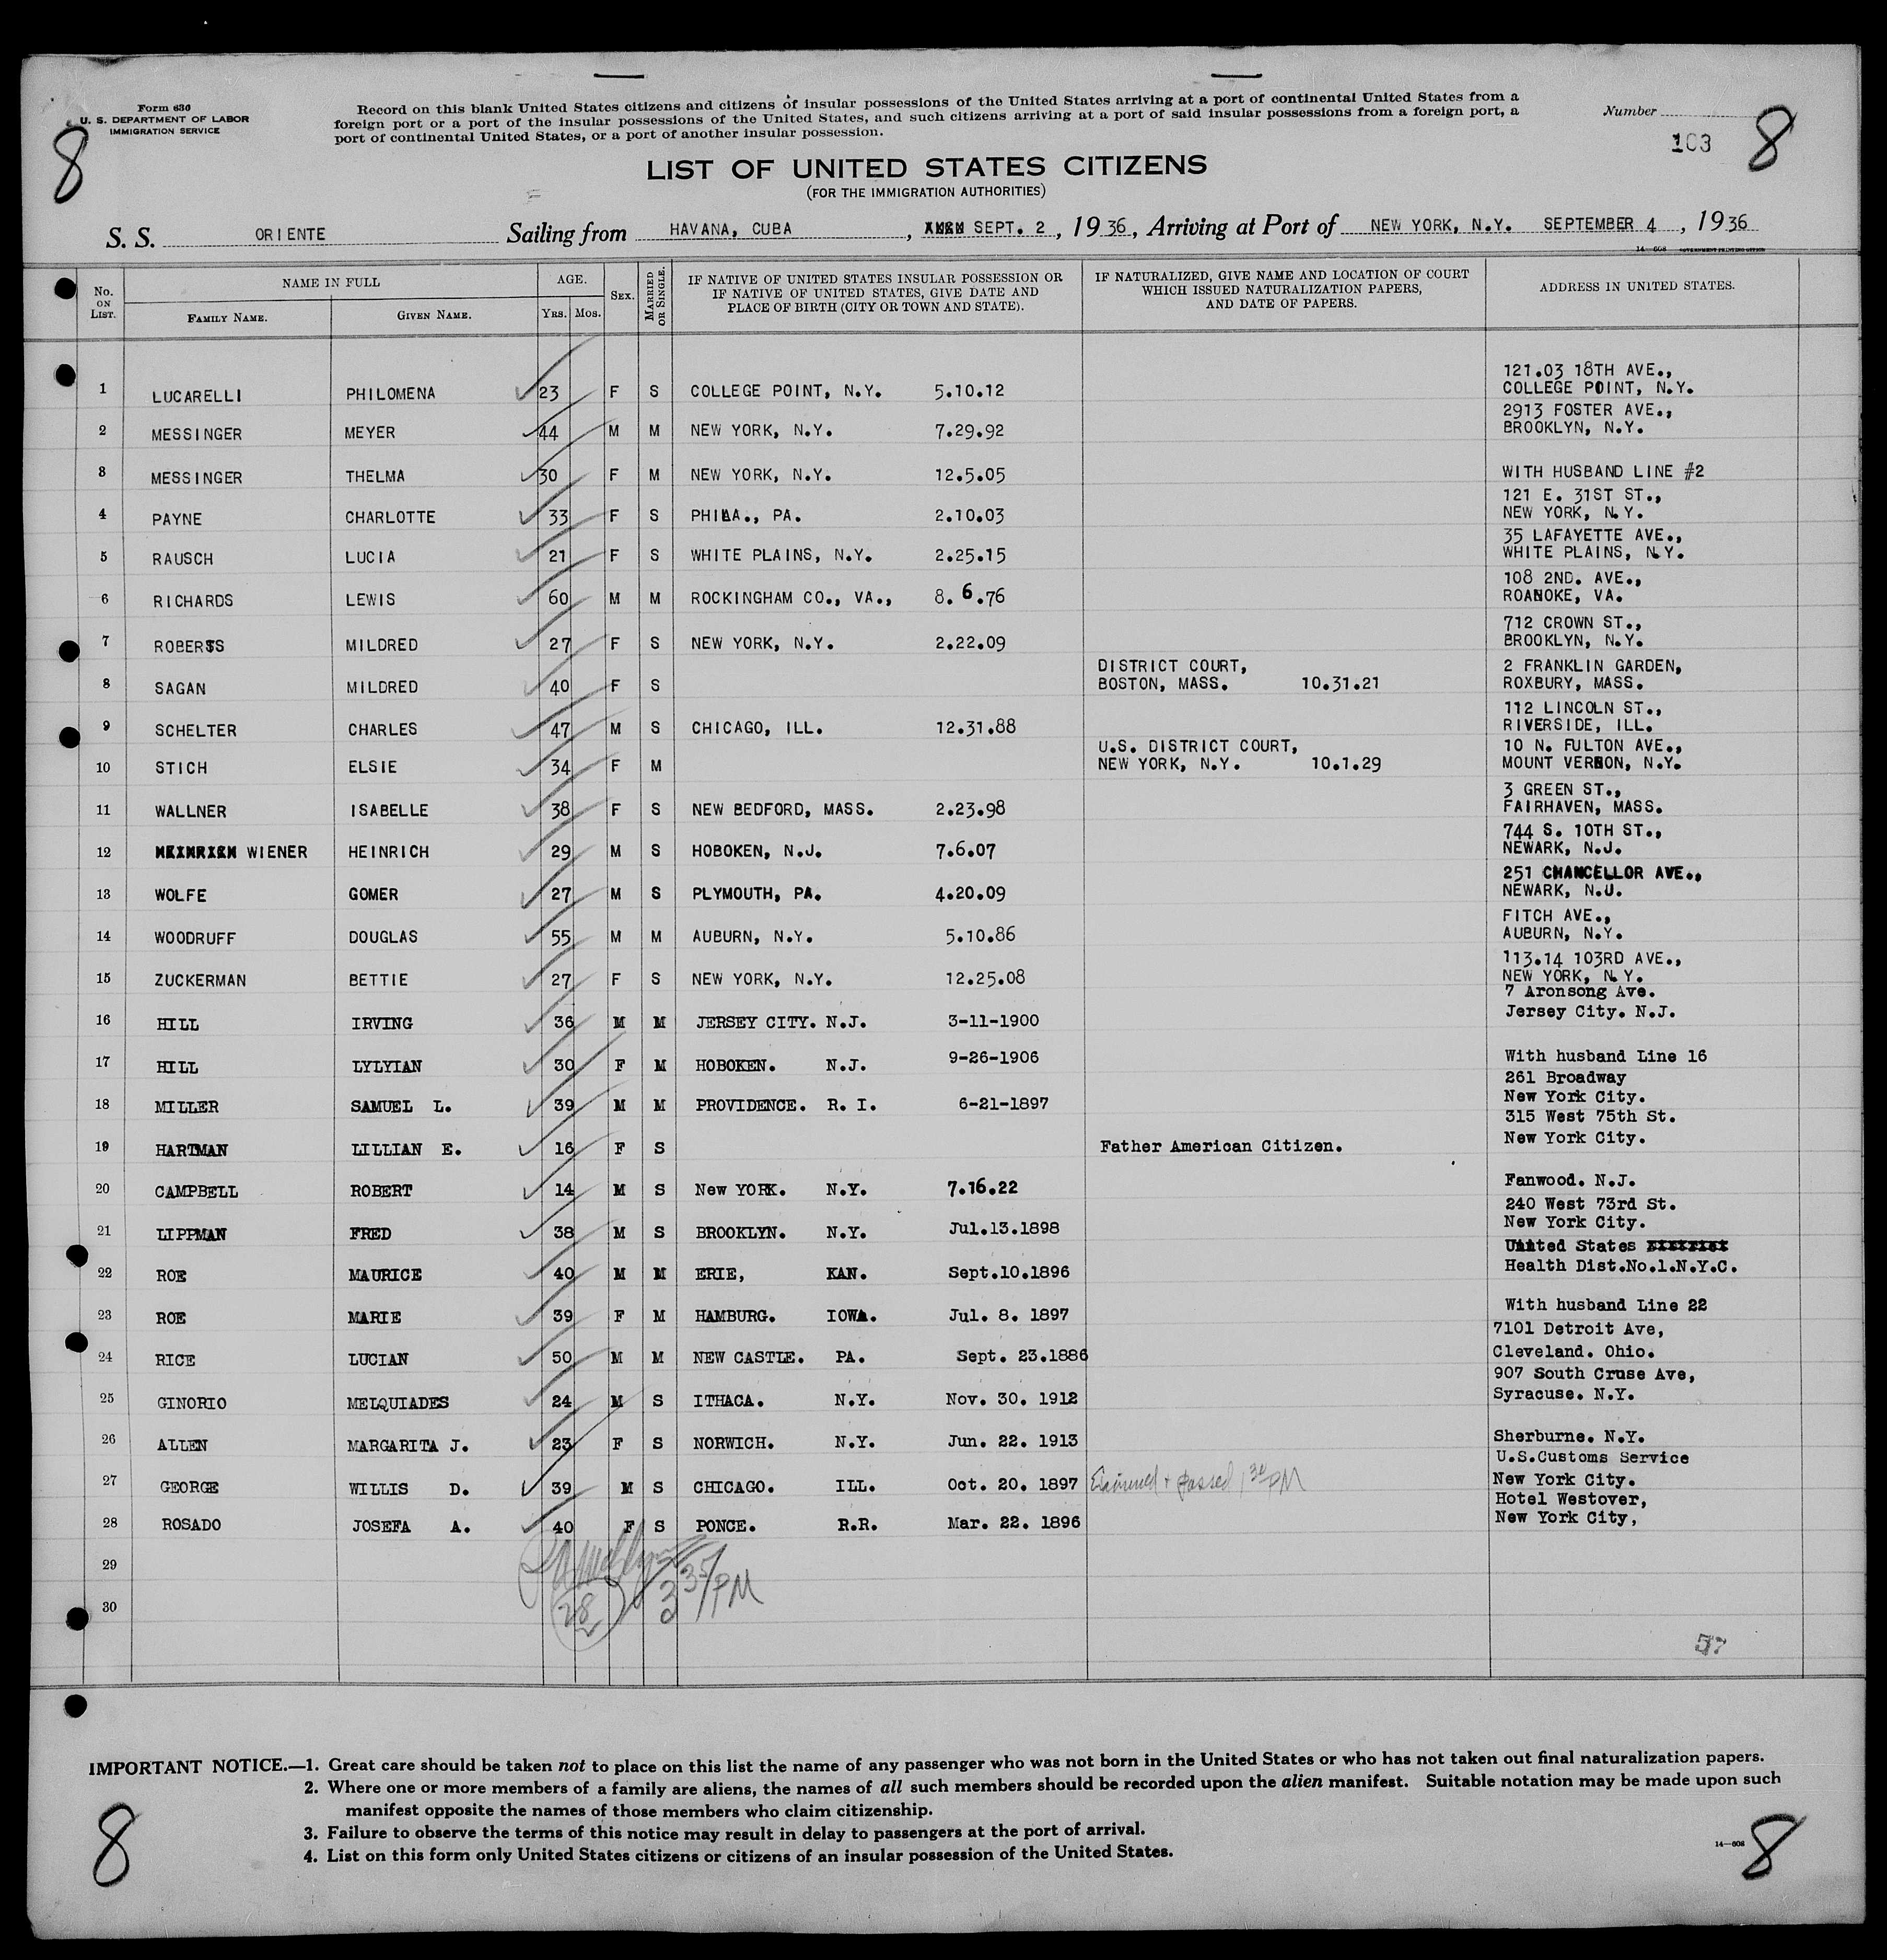 Form 630
U. S. DEPARTMENT OF LABOR
IMMIGRATION SERVICE
Record on this blank United States citizens and citizens of insular possessions of the United States arriving at a port of continental United States from a
foreign port or a port of the insular possessions of the United States, and such citizens arriving at a port of said insular possessions from a foreign port, a
port of continental United States, or a port of another insular possession.
Number
103
8
8
LIST OF UNITED STATES CITIZENS
(FOR THE IMMIGRATION AUTHORITIES)
S. S. ORIENTE Sailing from HAVANA, CUBA , SEPT. 2 , 1936, Arriving at Port of NEW YORK, N.Y. SEPTEMBER 4 , 1936
14—608 GOVERNMENT PRINTING OFFICE
No. ON LIST.
NAME IN FULL
FAMILY NAME.
GIVEN NAME.
AGE.
YRS. MOS.
SEX.
MARRIED OR SINGLE.
IF NATIVE OF UNITED STATES INSULAR POSSESSION OR
IF NATIVE OF UNITED STATES, GIVE DATE AND
PLACE OF BIRTH (CITY OR TOWN AND STATE).
IF NATURALIZED, GIVE NAME AND LOCATION OF COURT
WHICH ISSUED NATURALIZATION PAPERS,
AND DATE OF PAPERS.
ADDRESS IN UNITED STATES.
121.03 18TH AVE.,
1 LUCARELLI PHILOMENA 23 F S COLLEGE POINT, N.Y. 5.10.12 COLLEGE POINT, N.Y.
2913 FOSTER AVE.,
2 MESSINGER MEYER 44 M M NEW YORK, N.Y. 7.29.92 BROOKLYN, N.Y.
3 MESSINGER THELMA 30 F M NEW YORK, N.Y. 12.5.05 WITH HUSBAND LINE #2
121 E. 31ST ST.,
4 PAYNE CHARLOTTE 33 F S PHILA., PA. 2.10.03 NEW YORK, N.Y.
35 LAFAYETTE AVE.,
5 RAUSCH LUCIA 21 F S WHITE PLAINS, N.Y. 2.25.15 WHITE PLAINS, N.Y.
108 2ND. AVE.,
6 RICHARDS LEWIS 60 M M ROCKINGHAM CO., VA., 8.6.76 ROANOKE, VA.
712 CROWN ST.,
7 ROBERTS MILDRED 27 F S NEW YORK, N.Y. 2.22.09 BROOKLYN, N.Y.
DISTRICT COURT, 2 FRANKLIN GARDEN,
8 SAGAN MILDRED 40 F S BOSTON, MASS. 10.31.21 ROXBURY, MASS.
112 LINCOLN ST.,
9 SCHELTER CHARLES 47 M S CHICAGO, ILL. 12.31.88 RIVERSIDE, ILL.
U.S. DISTRICT COURT, 10 N. FULTON AVE.,
10 STICH ELSIE 34 F M NEW YORK, N.Y. 10.1.29 MOUNT VERNON, N.Y.
3 GREEN ST.,
11 WALLNER ISABELLE 38 F S NEW BEDFORD, MASS. 2.23.98 FAIRHAVEN, MASS.
744 S. 10TH ST.,
12 HEINRICH WIENER HEINRICH 29 M S HOBOKEN, N.J. 7.6.07 NEWARK, N.J.
251 CHANCELLOR AVE.,
13 WOLFE GOMER 27 M S PLYMOUTH, PA. 4.20.09 NEWARK, N.J.
FITCH AVE.,
14 WOODRUFF DOUGLAS 55 M M AUBURN, N.Y. 5.10.86 AUBURN, N.Y.
113.14 103RD AVE.,
15 ZUCKERMAN BETTIE 27 F S NEW YORK, N.Y. 12.25.08 NEW YORK, N.Y.
7 Aronsong Ave.
16 HILL IRVING 36 M M JERSEY CITY. N.J. 3-11-1900 Jersey City. N.J.
17 HILL LYLYIAN 30 F M HOBOKEN. N.J. 9-26-1906 With husband Line 16
261 Broadway
18 MILLER SAMUEL L. 39 M M PROVIDENCE. R. I. 6-21-1897 New York City.
315 West 75th St.
19 HARTMAN LILLIAN E. 16 F S Father American Citizen. New York City.
20 CAMPBELL ROBERT 14 M S New YORK. N.Y. 7.16.22 Fanwood. N.J.
240 West 73rd St.
21 LIPPMAN FRED 38 M S BROOKLYN. N.Y. Jul.13.1898 New York City.
United States District
22 ROE MAURICE 40 M M ERIE, KAN. Sept.10.1896 Health Dist.No.1.N.Y.C.
23 ROE MARIE 39 F M HAMBURG. IOWA. Jul. 8. 1897 With husband Line 22
7101 Detroit Ave,
24 RICE LUCIAN 50 M M NEW CASTLE. PA. Sept. 23.1886 Cleveland. Ohio.
907 South Cruse Ave,
25 GINORIO MELQUIADES 24 M S ITHACA. N.Y. Nov. 30. 1912 Syracuse. N.Y.
26 ALLEN MARGARITA J. 23 F S NORWICH. N.Y. Jun. 22. 1913 Sherburne. N.Y.
U.S.Customs Service
27 GEORGE WILLIS D. 39 M S CHICAGO. ILL. Oct. 20. 1897 Examined + passed 1 30 PM New York City.
Hotel Westover,
28 ROSADO JOSEFA A. 40 F S PONCE. R.R. Mar. 22. 1896 New York City,
29
30
28
3 35/PM
57
IMPORTANT NOTICE.—1. Great care should be taken not to place on this list the name of any passenger who was not born in the United States or who has not taken out final naturalization papers.
2. Where one or more members of a family are aliens, the names of all such members should be recorded upon the alien manifest. Suitable notation may be made upon such
manifest opposite the names of those members who claim citizenship.
3. Failure to observe the terms of this notice may result in delay to passengers at the port of arrival.
4. List on this form only United States citizens or citizens of an insular possession of the United States.
14—608
8
8